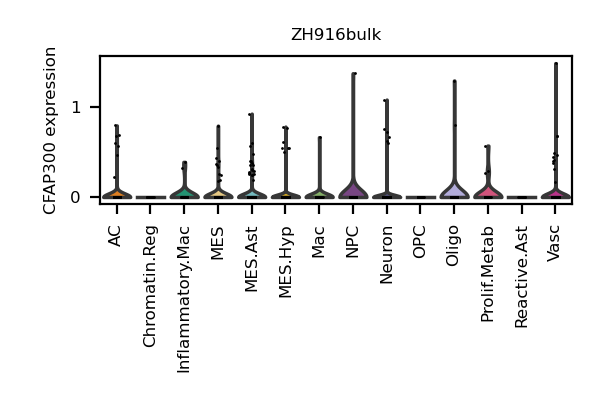 ZH916bulk
CFAP300 expression
1
0
AC
Chromatin.Reg
Inflammatory.Mac
MES
MES.Ast
MES.Hyp
Mac
NPC
Neuron
OPC
Oligo
Prolif.Metab
Reactive.Ast
Vasc